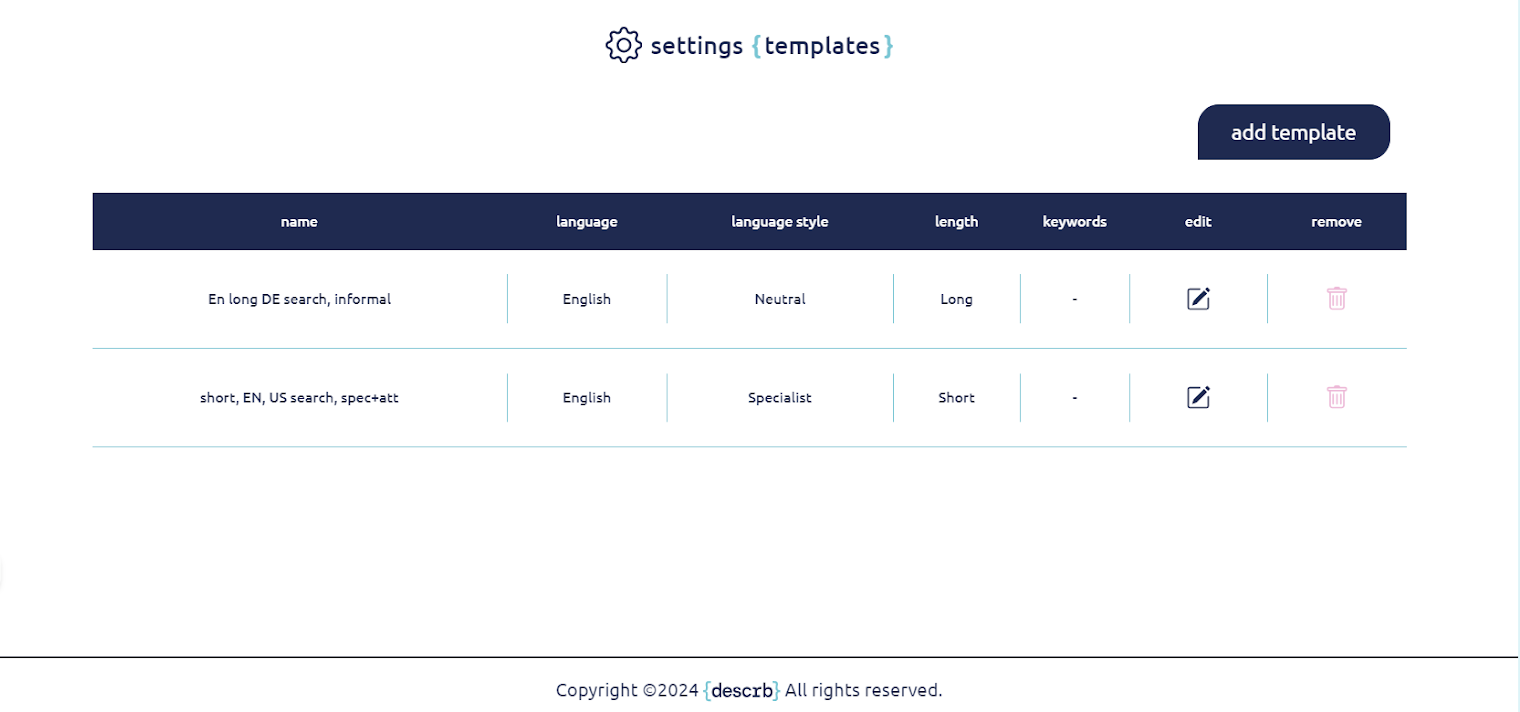 settings {templates}
add template
name language language style length keywords edit remove
En long DE search, informal English Neutral Long -
short, EN, US search, spec+att English Specialist Short -
Copyright ©2024 {descrb} All rights reserved.